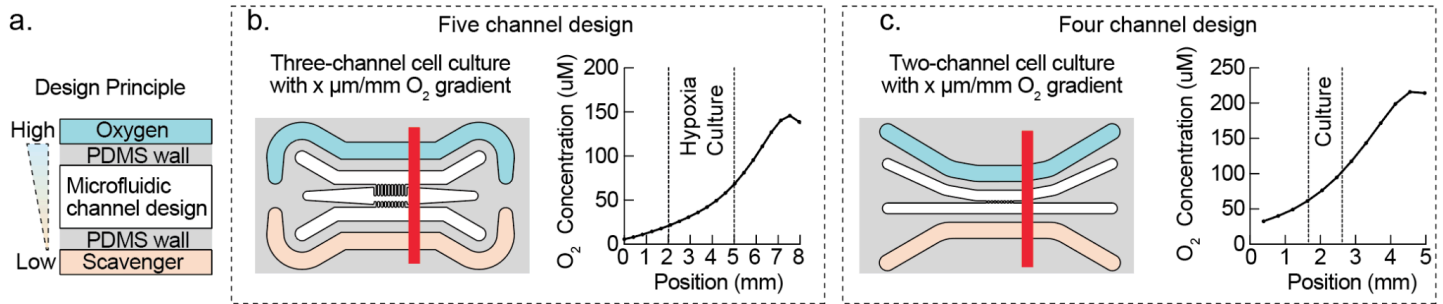 a.
Design Principle
High
Oxygen
PDMS wall
Microfluidic
channel design
PDMS wall
Low
Scavenger
b.
Five channel design
Three-channel cell culture
with x µm/mm O₂ gradient
O₂ Concentration (uM)
200
150
100
50
0
Hypoxia
Culture
0 1 2 3 4 5 6 7 8
Position (mm)
c.
Four channel design
Two-channel cell culture
with x µm/mm O₂ gradient
O₂ Concentration (uM)
250
200
150
100
50
0
Culture
0 1 2 3 4 5
Position (mm)